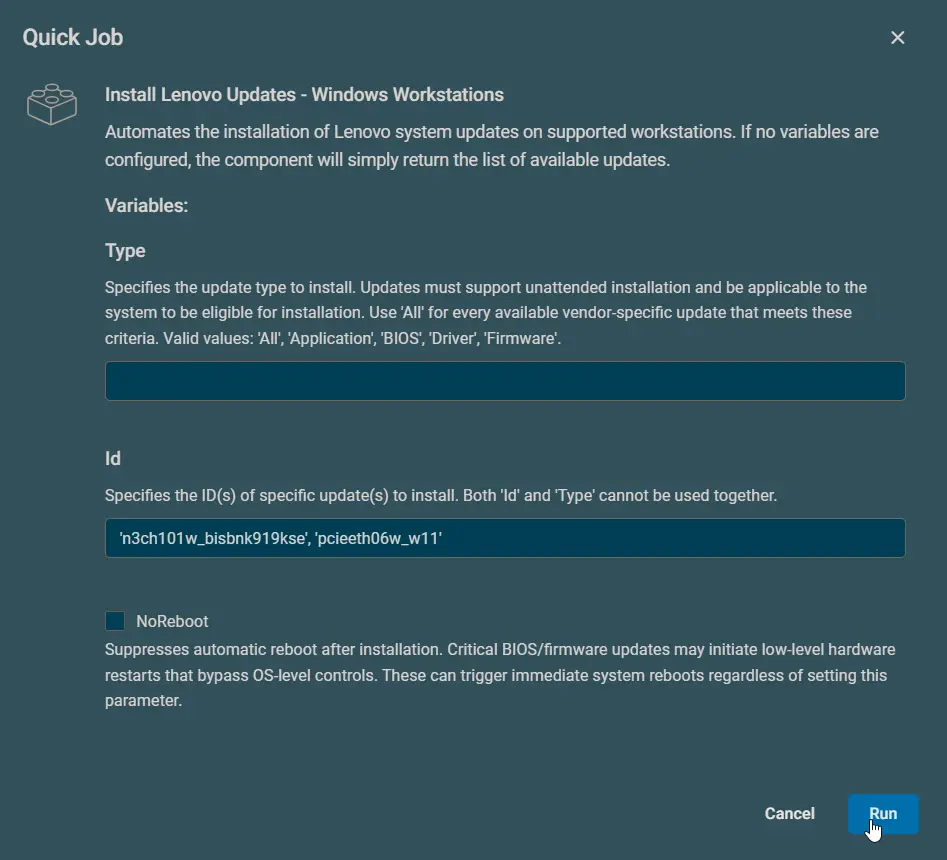 Quick Job
Install Lenovo Updates - Windows Workstations
Automates the installation of Lenovo system updates on supported workstations. If no variables are
configured, the component will simply return the list of available updates.
Variables:
Type
Specifies the update type to install. Updates must support unattended installation and be applicable to the
system to be eligible for installation. Use 'All' for every available vendor-specific update that meets these
criteria. Valid values: 'All', 'Application', 'BIOS', 'Driver', 'Firmware'.
Id
Specifies the ID(s) of specific update(s) to install. Both 'Id' and 'Type' cannot be used together.
'n3ch101w_bisbnk919kse', 'pcieeth06w_w11'
NoReboot
Suppresses automatic reboot after installation. Critical BIOS/firmware updates may initiate low-level hardware
restarts that bypass OS-level controls. These can trigger immediate system reboots regardless of setting this
parameter.
Cancel Run